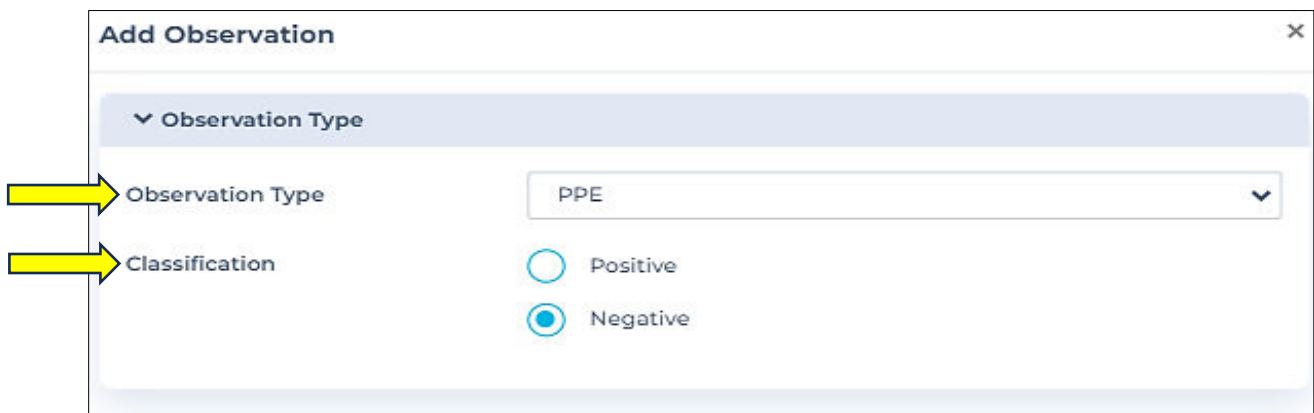 Add Observation
Observation Type
Observation Type PPE
Classification Positive
Negative